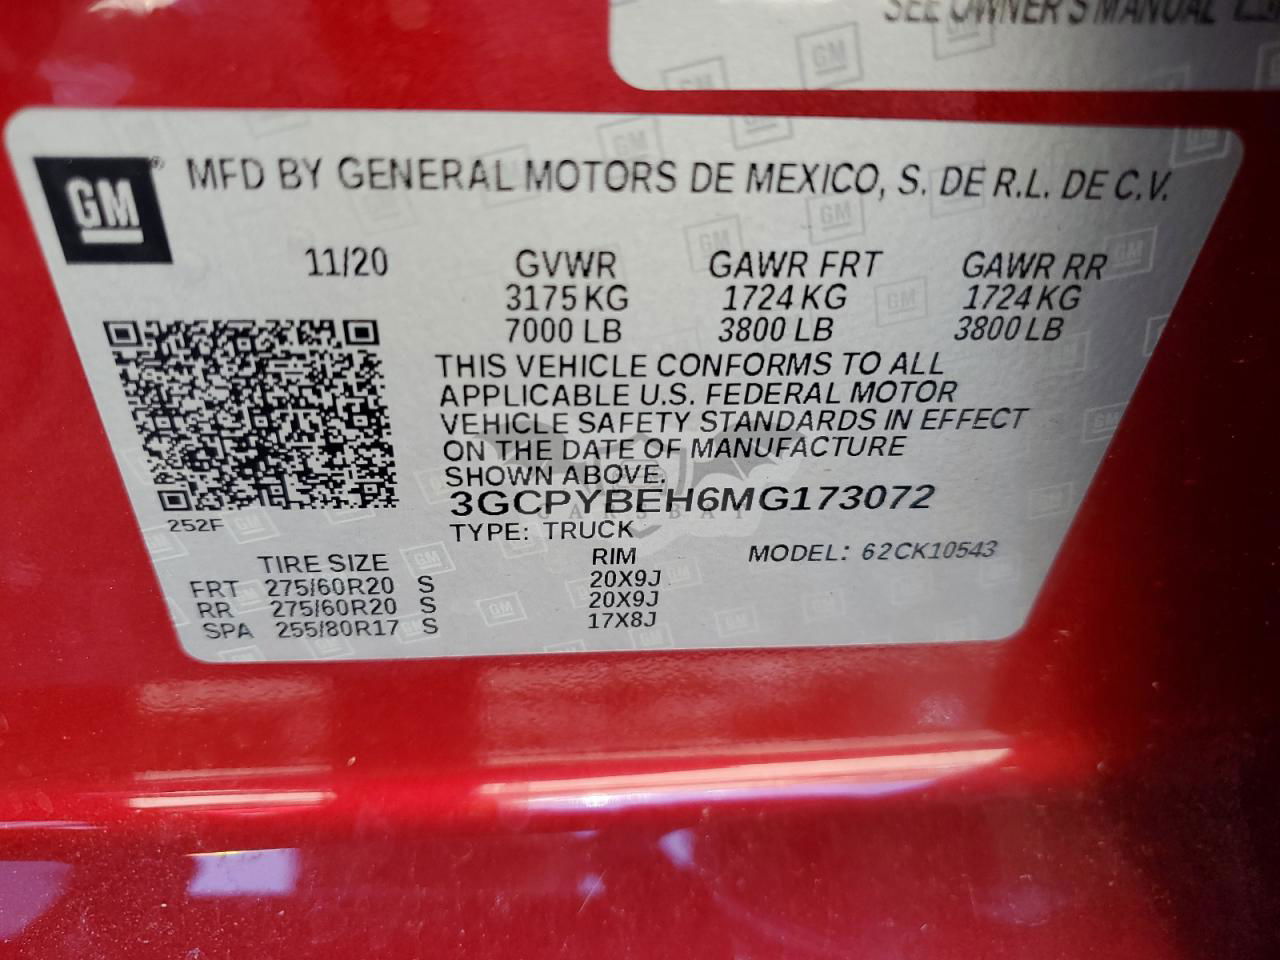 SEE OWNER'S MANUAL
GM
MFD BY GENERAL MOTORS DE MEXICO, S. DE R.L. DE C.V.
11/20 GVWR GAWR FRT GAWR RR
3175 KG 1724 KG 1724 KG
7000 LB 3800 LB 3800 LB
THIS VEHICLE CONFORMS TO ALL
APPLICABLE U.S. FEDERAL MOTOR
VEHICLE SAFETY STANDARDS IN EFFECT
ON THE DATE OF MANUFACTURE
SHOWN ABOVE.
3GCPYBEH6MG173072
252F
TYPE: TRUCK
MODEL: 62CK10543
TIRE SIZE RIM
FRT 275/60R20 S 20X9J
RR 275/60R20 S 20X9J
SPA 255/80R17 S 17X8J